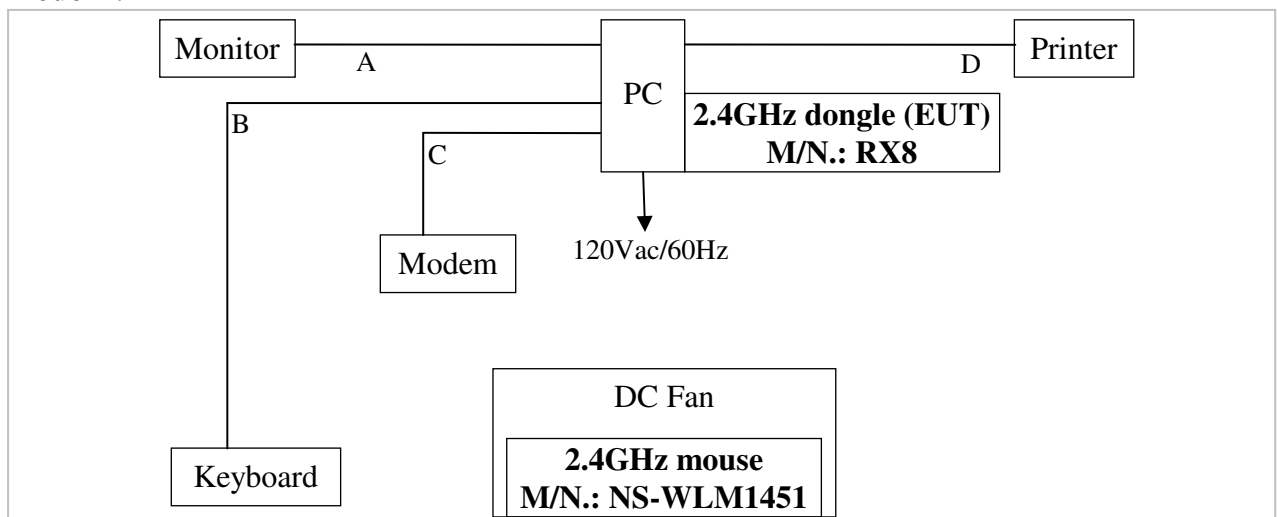 Monitor
A
PC
D
Printer
B
2.4GHz dongle (EUT)
M/N.: RX8
C
120Vac/60Hz
Modem
DC Fan
2.4GHz mouse
M/N.: NS-WLM1451
Keyboard